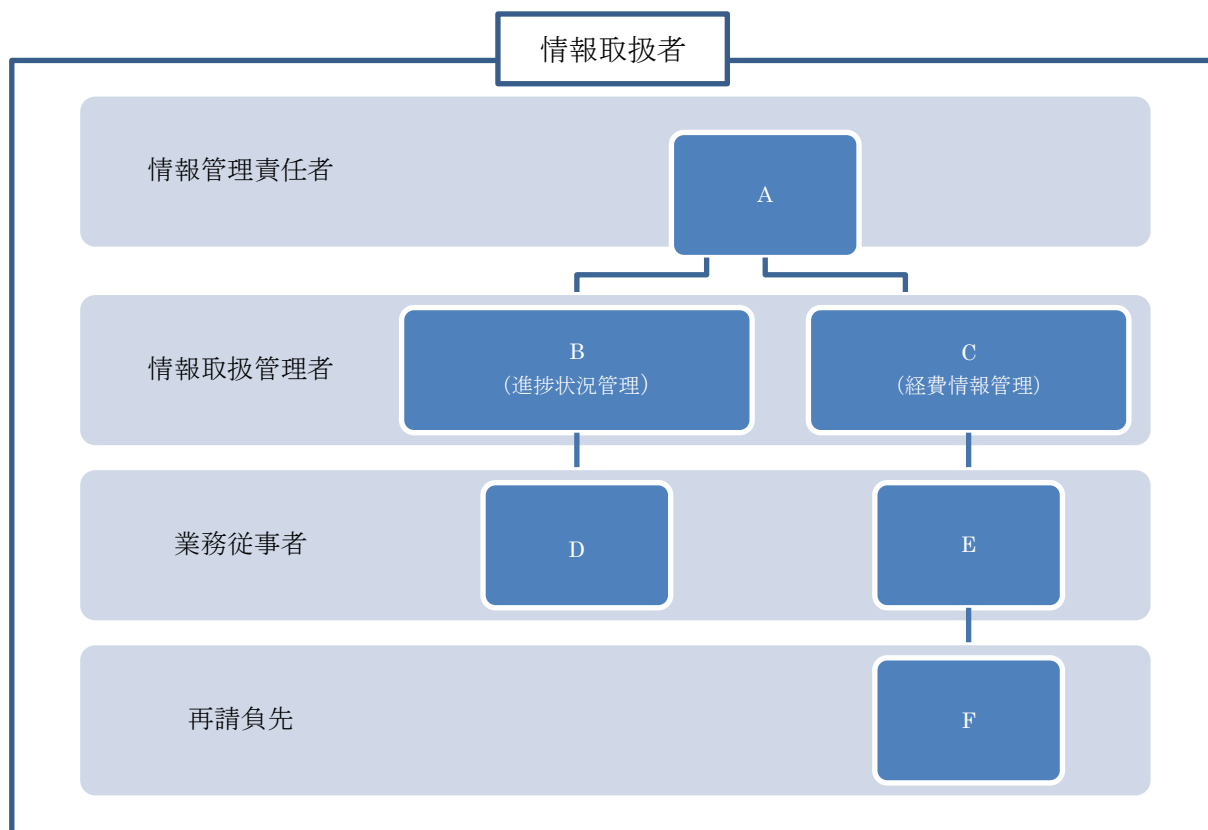 情報取扱者
情報管理責任者
A
情報取扱管理者
B
（進捗状況管理）
C
（経費情報管理）
業務従事者
D
E
再請負先
F